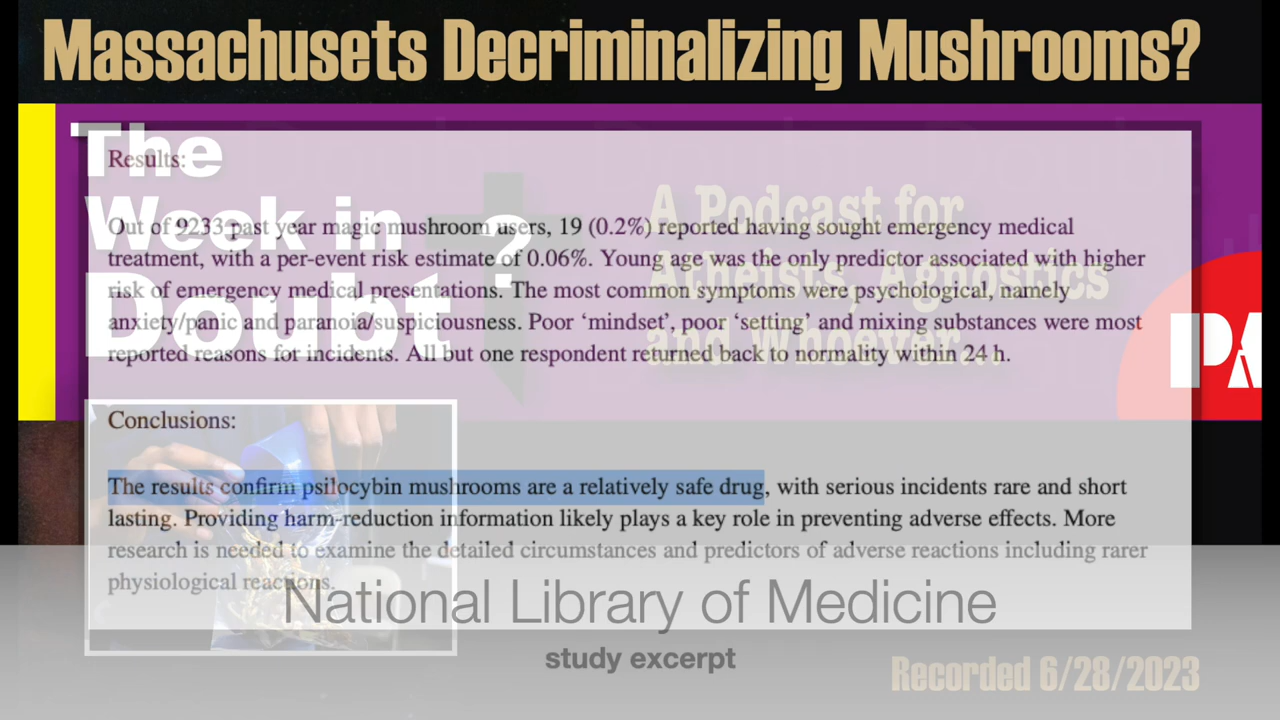 Massachusets Decriminalizing Mushrooms?
The
Week in
Doubt
?
A Podcast for
Atheists, Agnostics
and Whoever...
PA
Results:
Out of 9233 past year magic mushroom users, 19 (0.2%) reported having sought emergency medical
treatment, with a per-event risk estimate of 0.06%. Young age was the only predictor associated with higher
risk of emergency medical presentations. The most common symptoms were psychological, namely
anxiety/panic and paranoia/suspiciousness. Poor ‘mindset’, poor ‘setting’ and mixing substances were most
reported reasons for incidents. All but one respondent returned back to normality within 24 h.
Conclusions:
The results confirm psilocybin mushrooms are a relatively safe drug, with serious incidents rare and short
lasting. Providing harm-reduction information likely plays a key role in preventing adverse effects. More
research is needed to examine the detailed circumstances and predictors of adverse reactions including rarer
physiological reactions.
National Library of Medicine
study excerpt
Recorded 6/28/2023